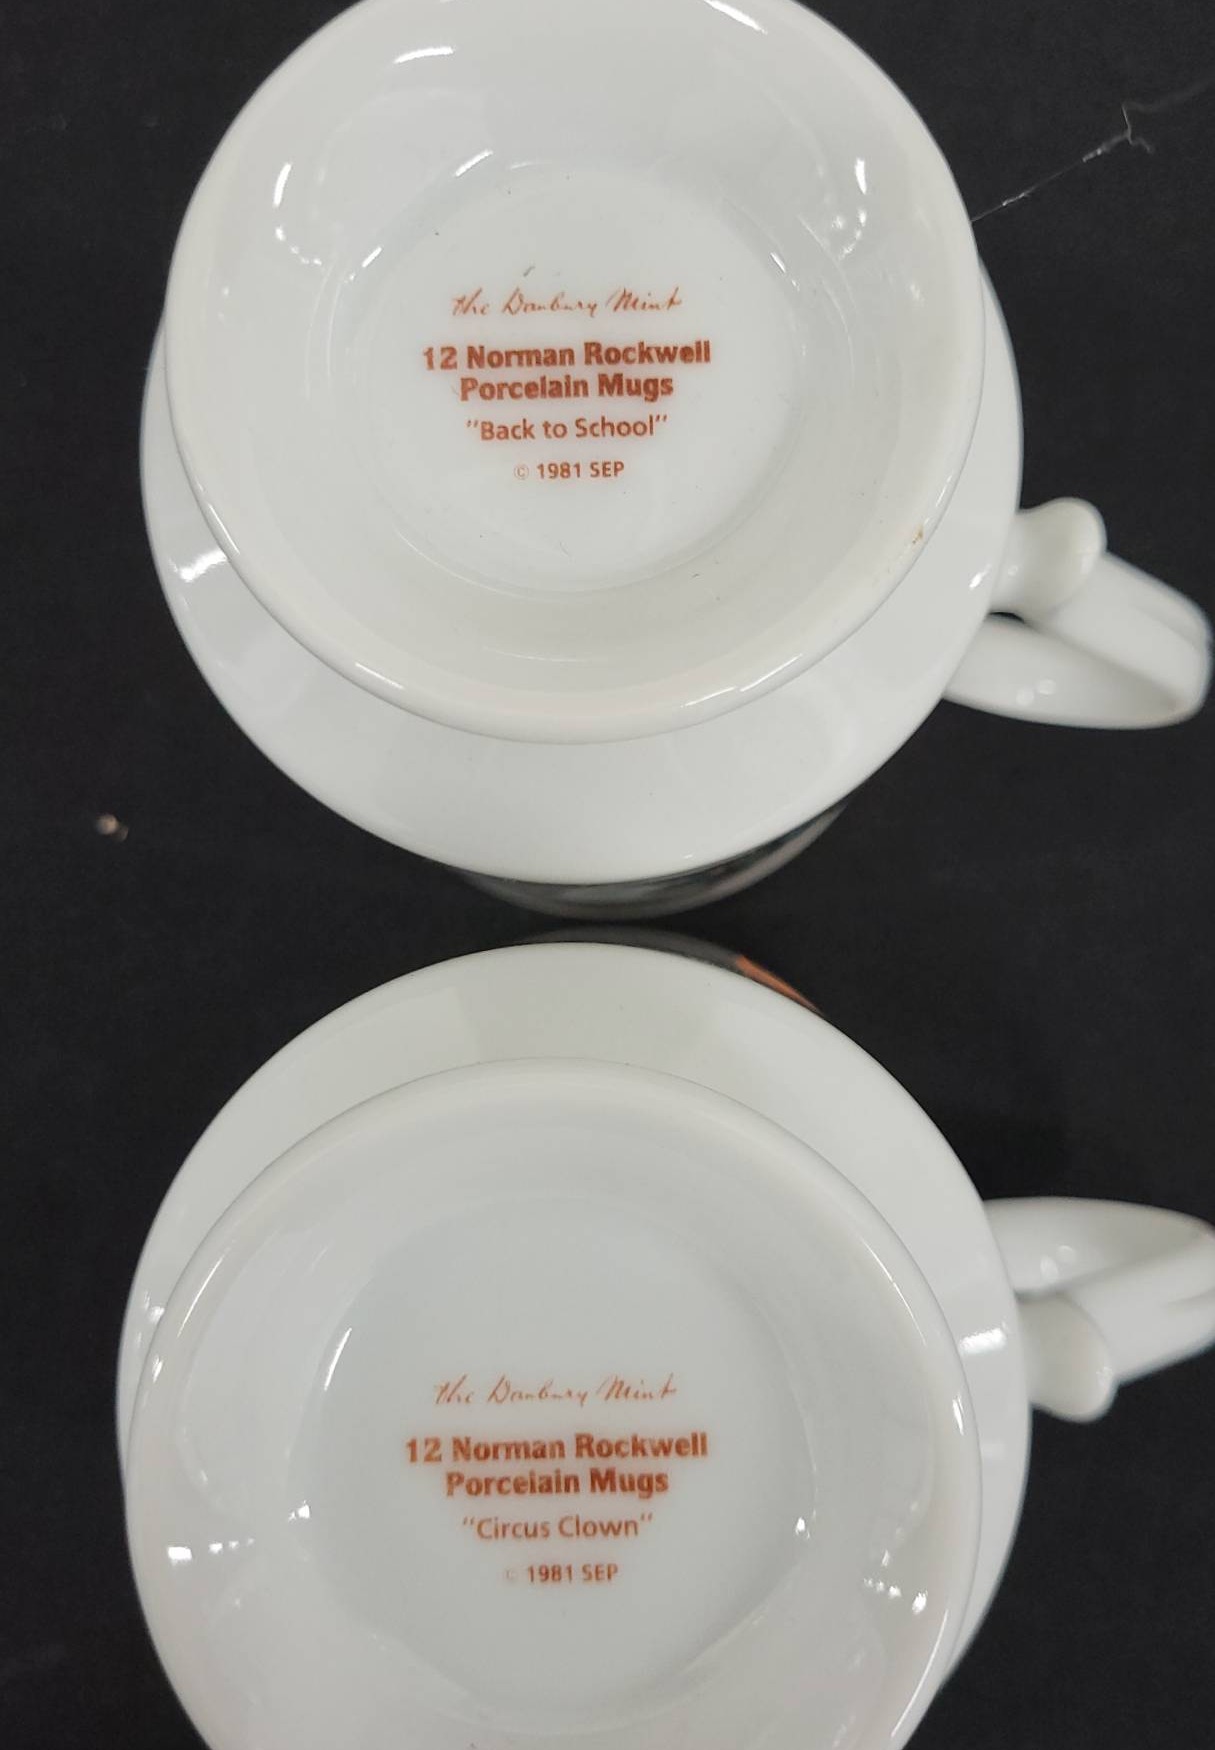 the Danbury Mint
12 Norman Rockwell
Porcelain Mugs
"Back to School"
© 1981 SEP
the Danbury Mint
12 Norman Rockwell
Porcelain Mugs
"Circus Clown"
© 1981 SEP